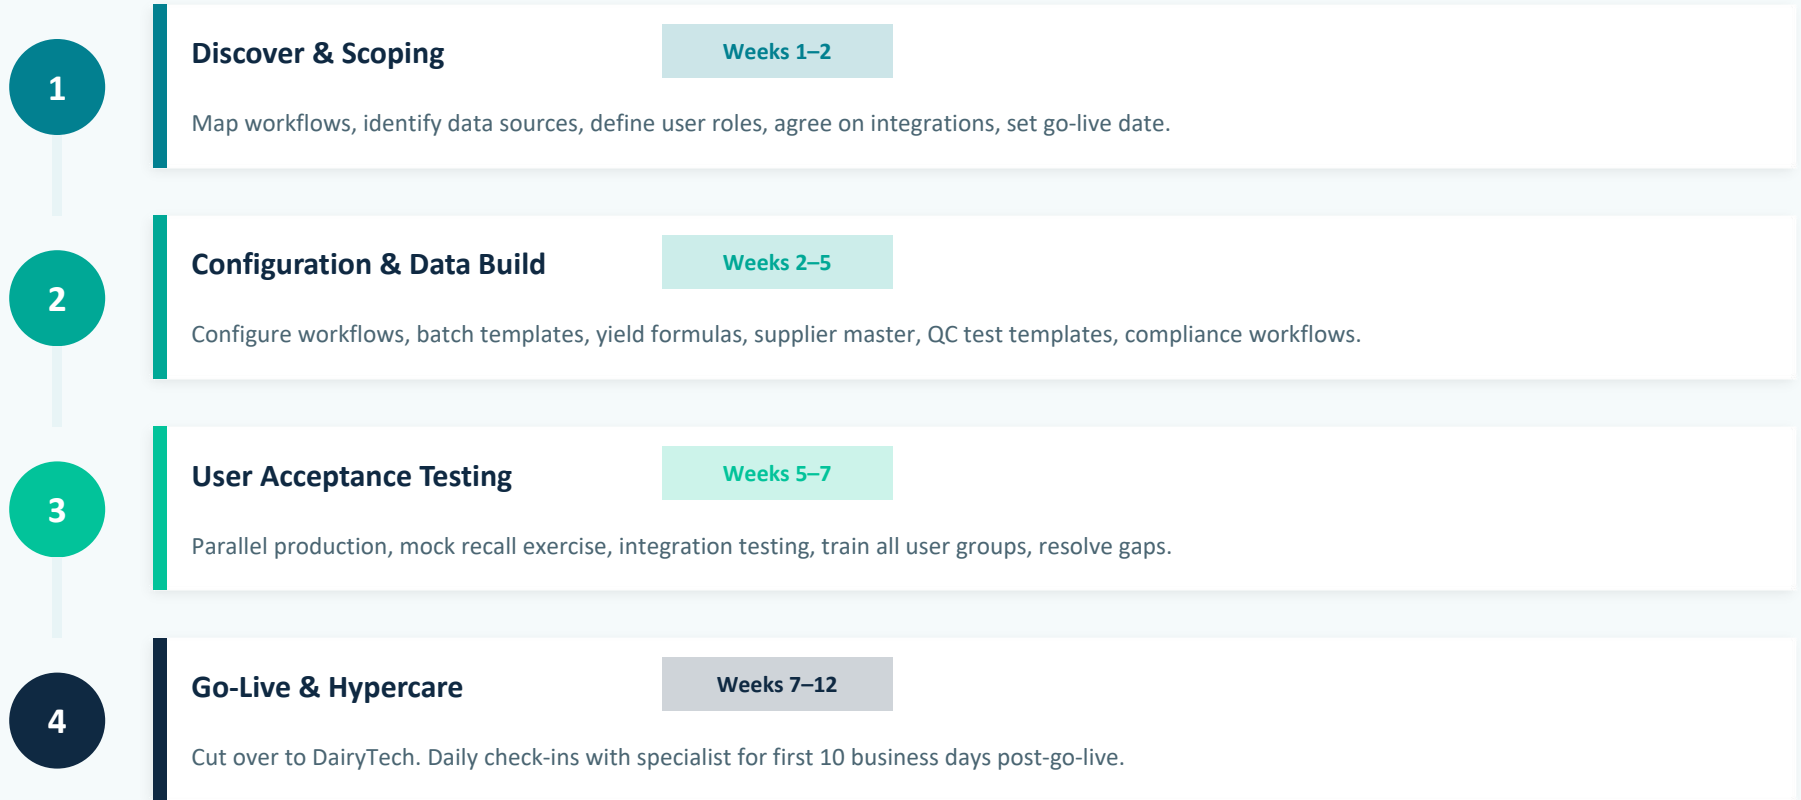 1
Discover & Scoping
Weeks 1–2
Map workflows, identify data sources, define user roles, agree on integrations, set go-live date.
2
Configuration & Data Build
Weeks 2–5
Configure workflows, batch templates, yield formulas, supplier master, QC test templates, compliance workflows.
3
User Acceptance Testing
Weeks 5–7
Parallel production, mock recall exercise, integration testing, train all user groups, resolve gaps.
4
Go-Live & Hypercare
Weeks 7–12
Cut over to DairyTech. Daily check-ins with specialist for first 10 business days post-go-live.